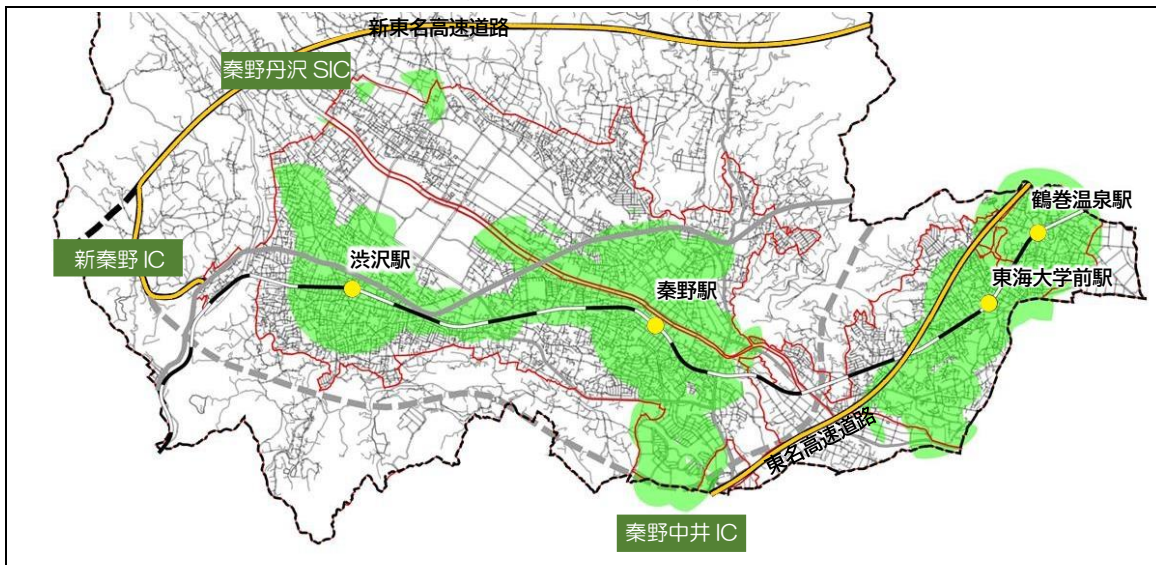 新東名高速道路
秦野丹沢 SIC
鶴巻温泉駅
新秦野 IC
渋沢駅
東海大学前駅
秦野駅
東名高速道路
秦野中井 IC